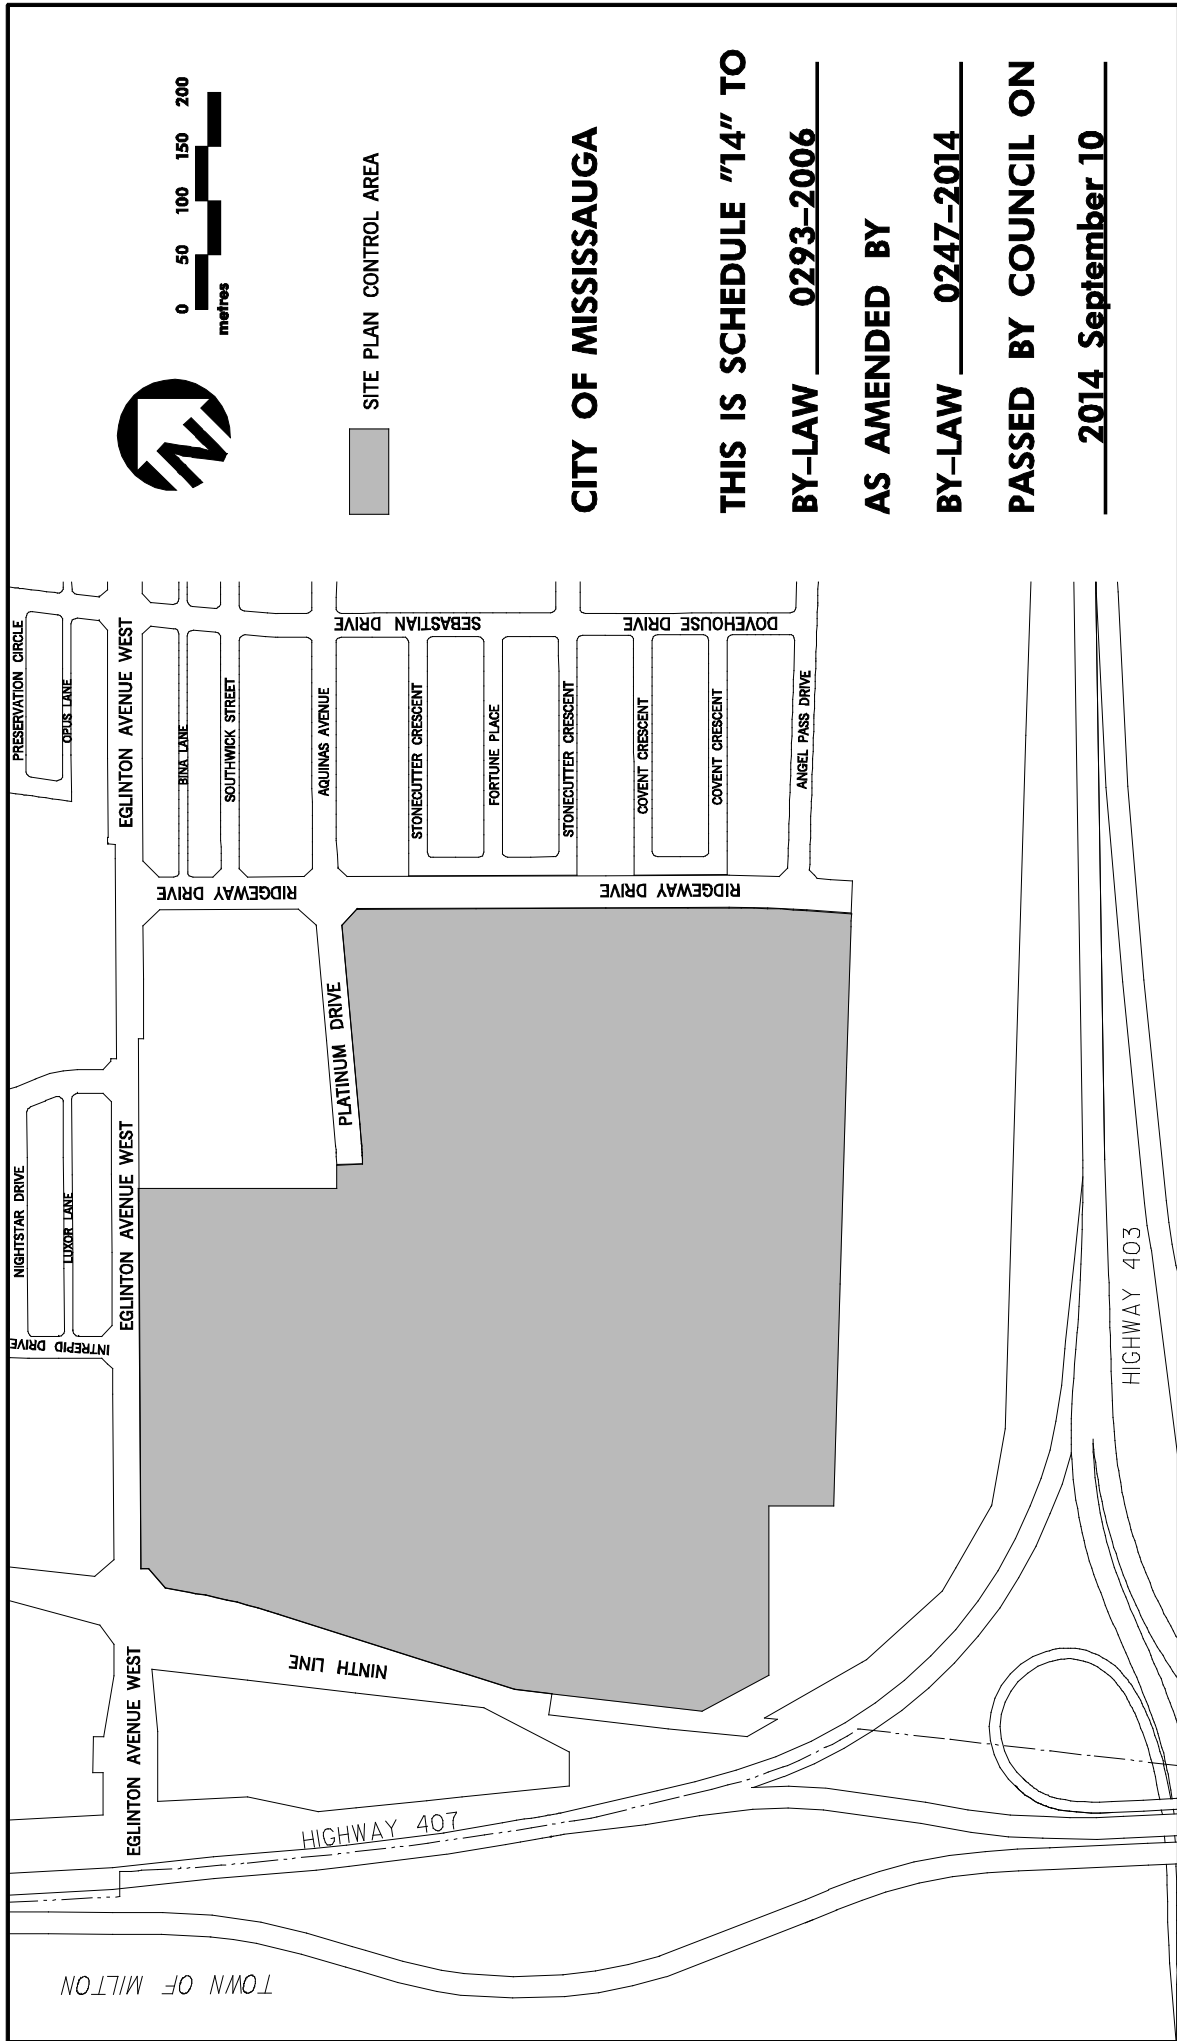 0 50 100 150 200
metres
N
SITE PLAN CONTROL AREA
CITY OF MISSISSAUGA
THIS IS SCHEDULE "14" TO
BY-LAW 0293-2006
AS AMENDED BY
BY-LAW 0247-2014
PASSED BY COUNCIL ON
2014 September 10
PRESERVATION CIRCLE
OPUS LANE
EGLINTON AVENUE WEST
BINA LANE
SOUTHWICK STREET
AQUINAS AVENUE
SEBASTIAN DRIVE
STONECUTTER CRESCENT
FORTUNE PLACE
STONECUTTER CRESCENT
DOVEHOUSE DRIVE
COVENT CRESCENT
COVENT CRESCENT
ANGEL PASS DRIVE
RIDGEWAY DRIVE
RIDGEWAY DRIVE
PLATINUM DRIVE
NIGHTSTAR DRIVE
LUXOR LANE
EGLINTON AVENUE WEST
INTREPID DRIVE
HIGHWAY 403
NINTH LINE
EGLINTON AVENUE WEST
HIGHWAY 407
TOWN OF MILTON